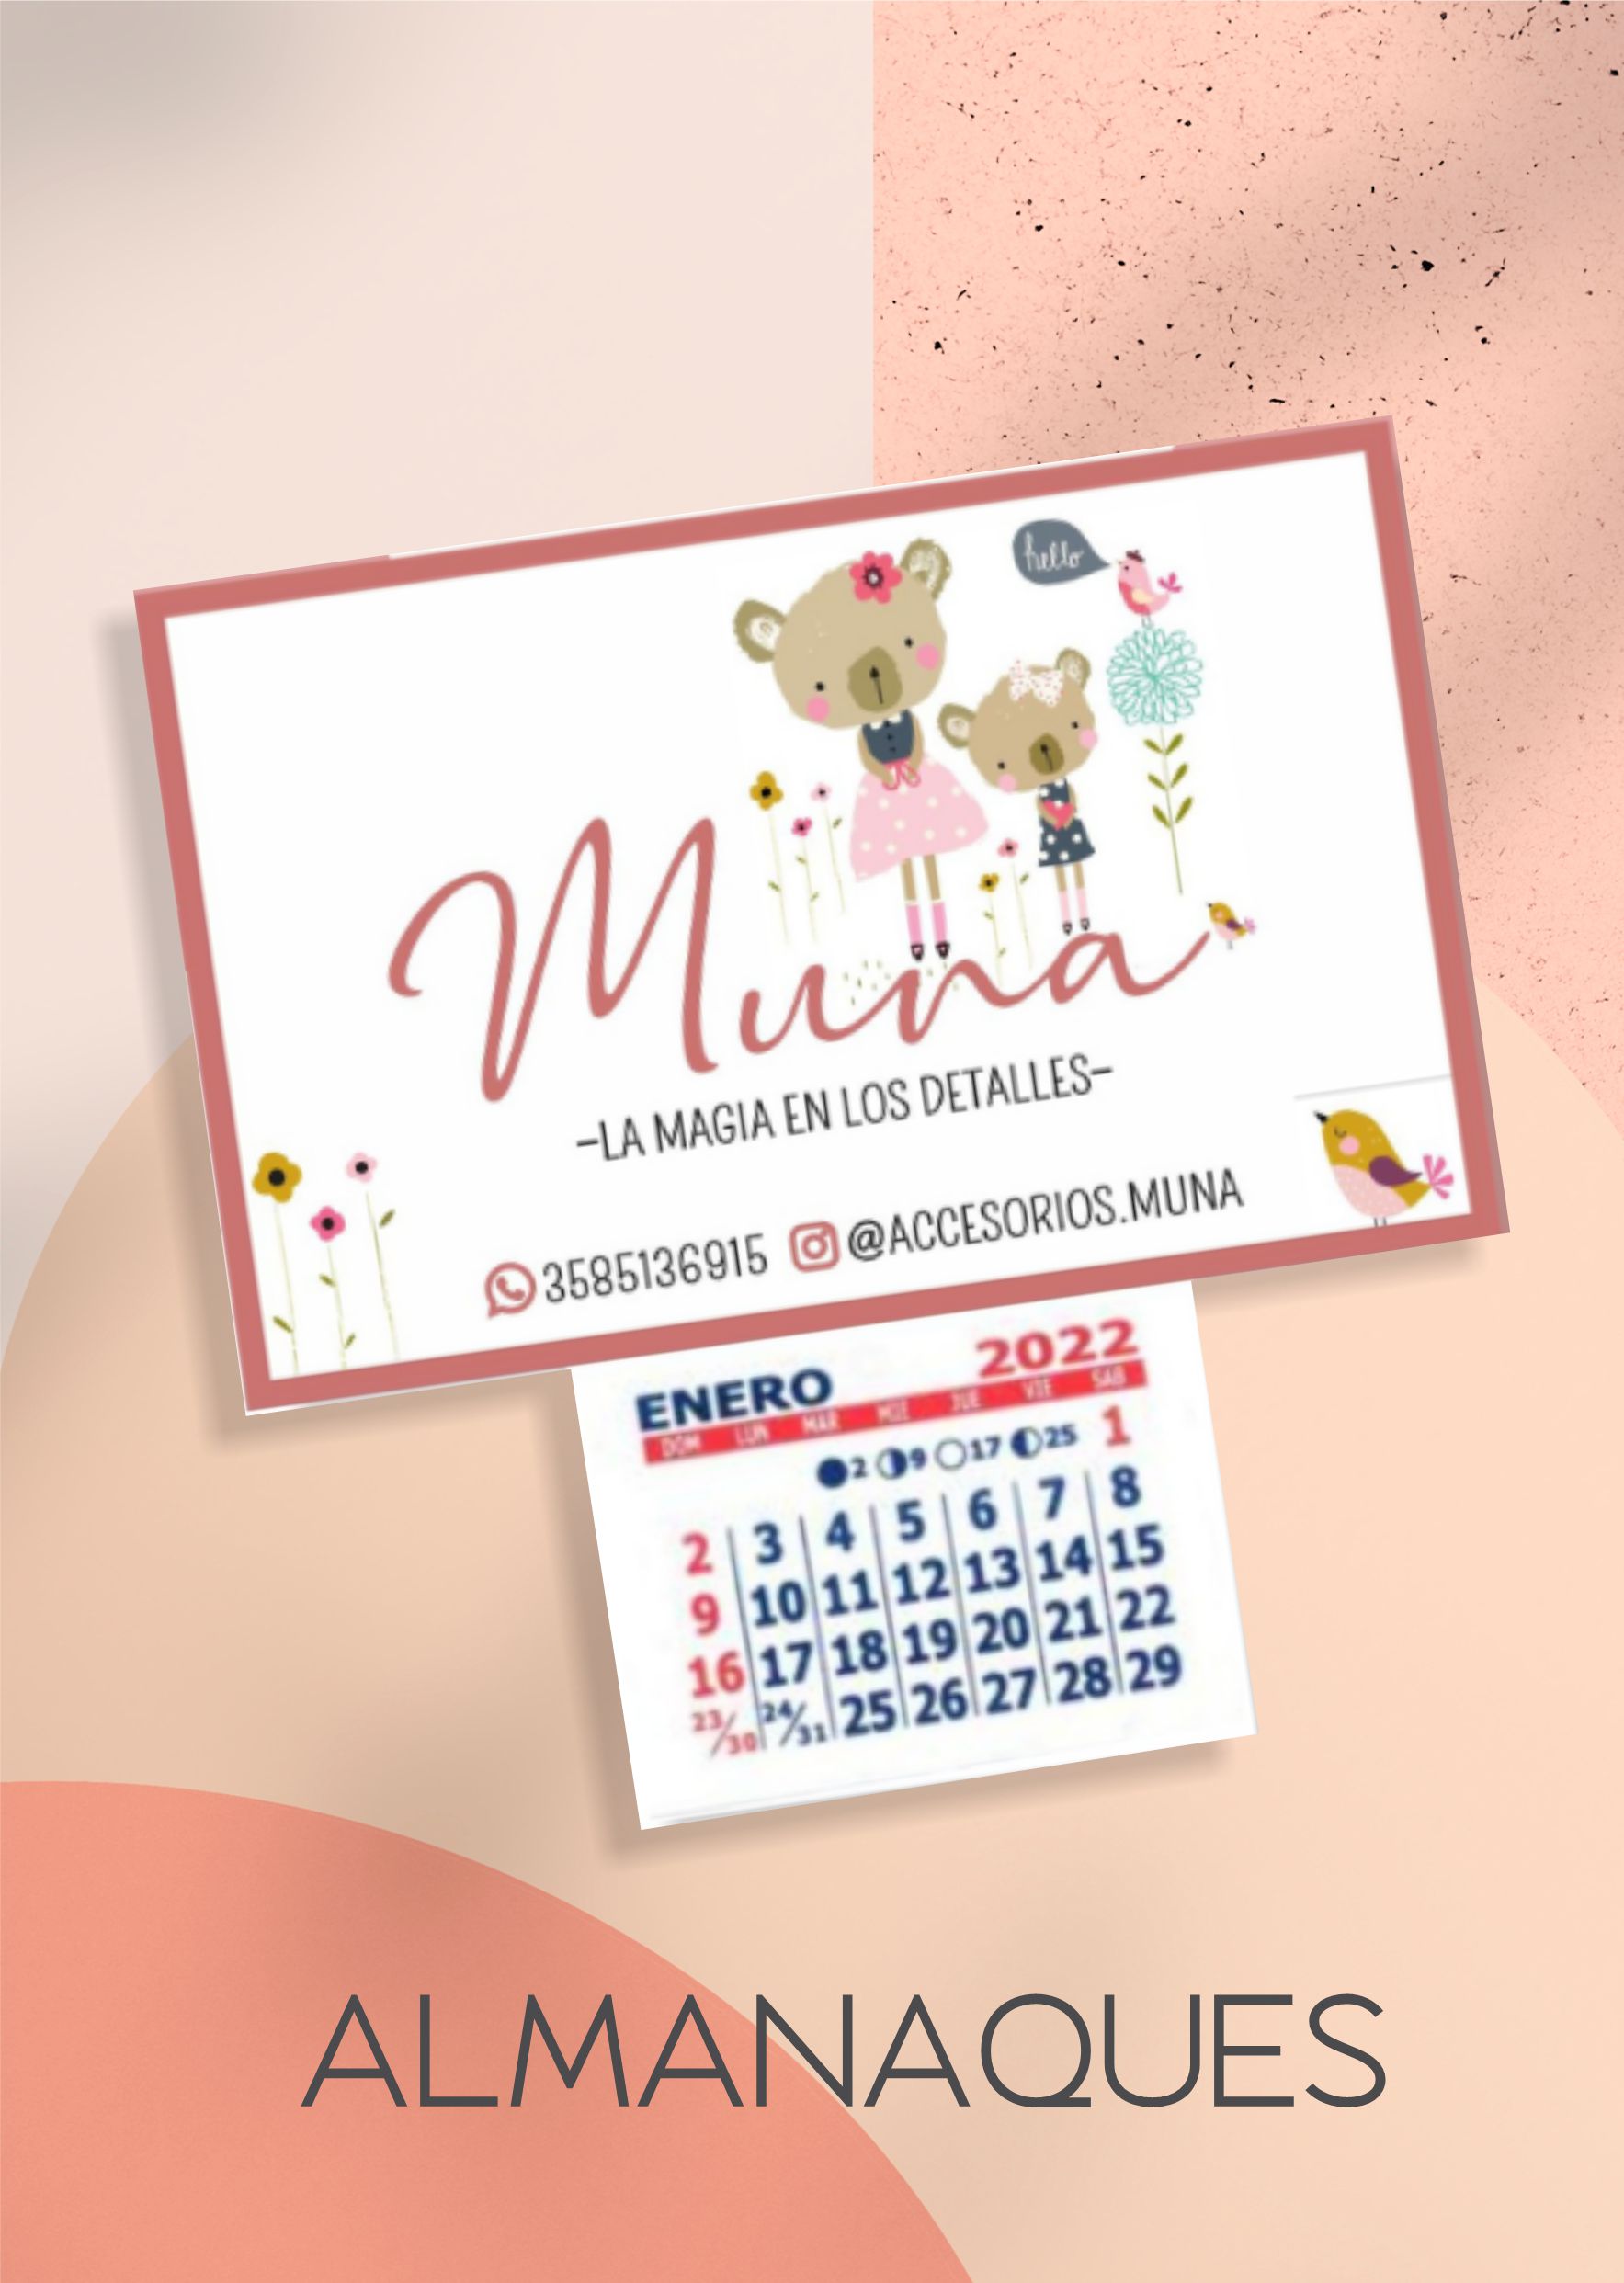 hello
Muna
-LA MAGIA EN LOS DETALLES-
3585136915 @ACCESORIOS.MUNA
ENERO 2022
DOM LUN MAR MIE JUE VIE SAB
2 9 17 25 1
2 3 4 5 6 7 8
9 10 11 12 13 14 15
16 17 18 19 20 21 22
23/30 24/31 25 26 27 28 29
ALMANAQUES